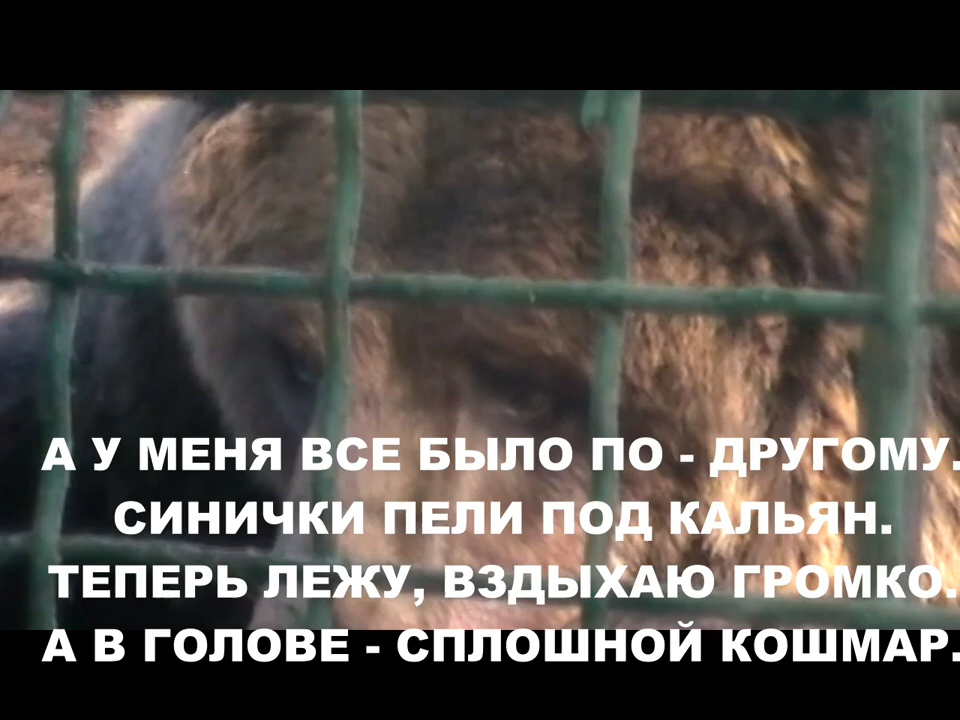 А У МЕНЯ ВСЕ БЫЛО ПО - ДРУГОМУ.
СИНИЧКИ ПЕЛИ ПОД КАЛЬЯН.
ТЕПЕРЬ ЛЕЖУ, ВЗДЫХАЮ ГРОМКО.
А В ГОЛОВЕ - СПЛОШНОЙ КОШМАР.